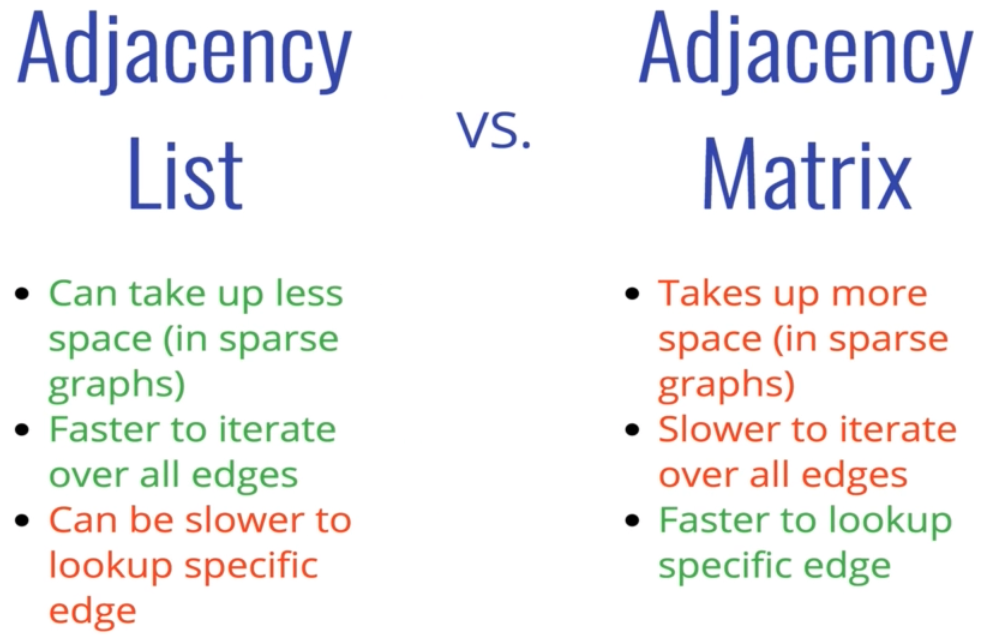 Adjacency
List
vs.
Adjacency
Matrix
• Can take up less
space (in sparse
graphs)
• Faster to iterate
over all edges
• Can be slower to
lookup specific
edge
• Takes up more
space (in sparse
graphs)
• Slower to iterate
over all edges
• Faster to lookup
specific edge